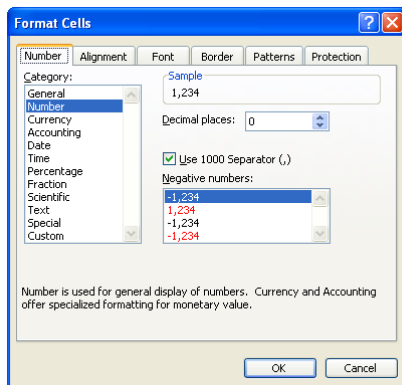 Format Cells
Number Alignment Font Border Patterns Protection
Category:
General
Number
Currency
Accounting
Date
Time
Percentage
Fraction
Scientific
Text
Special
Custom
Sample
1,234
Decimal places: 0
Use 1000 Separator (,)
Negative numbers:
-1,234
1,234
-1,234
-1,234
Number is used for general display of numbers. Currency and Accounting
offer specialized formatting for monetary value.
OK Cancel